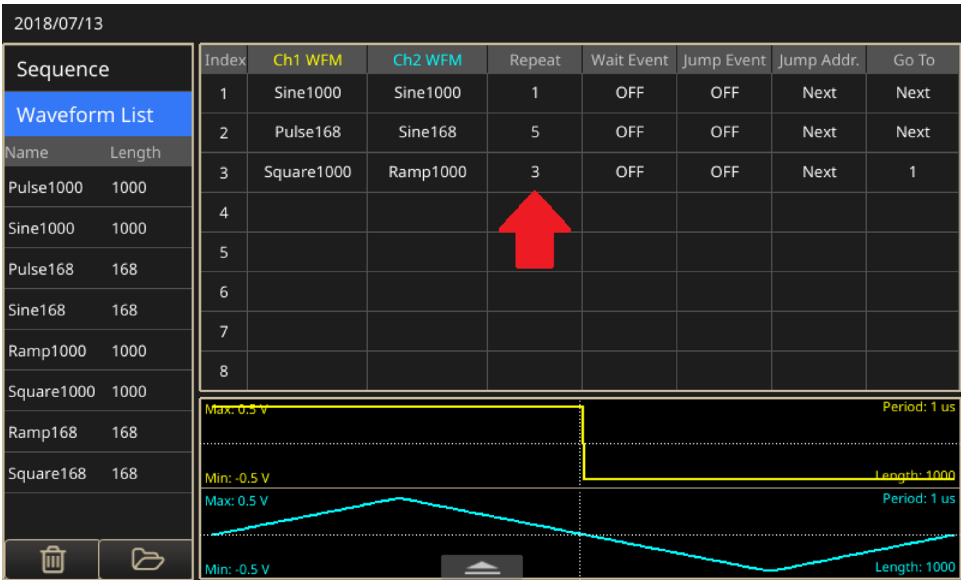 2018/07/13
Sequence
Waveform List
Name Length
Pulse1000 1000
Sine1000 1000
Pulse168 168
Sine168 168
Ramp1000 1000
Square1000 1000
Ramp168 168
Square168 168
Index Ch1 WFM Ch2 WFM Repeat Wait Event Jump Event Jump Addr. Go To
1 Sine1000 Sine1000 1 OFF OFF Next Next
2 Pulse168 Sine168 5 OFF OFF Next Next
3 Square1000 Ramp1000 3 OFF OFF Next 1
4
5
6
7
8
Max: 0.5 V Period: 1 us
Min: -0.5 V Length: 1000
Max: 0.5 V Period: 1 us
Min: -0.5 V Length: 1000